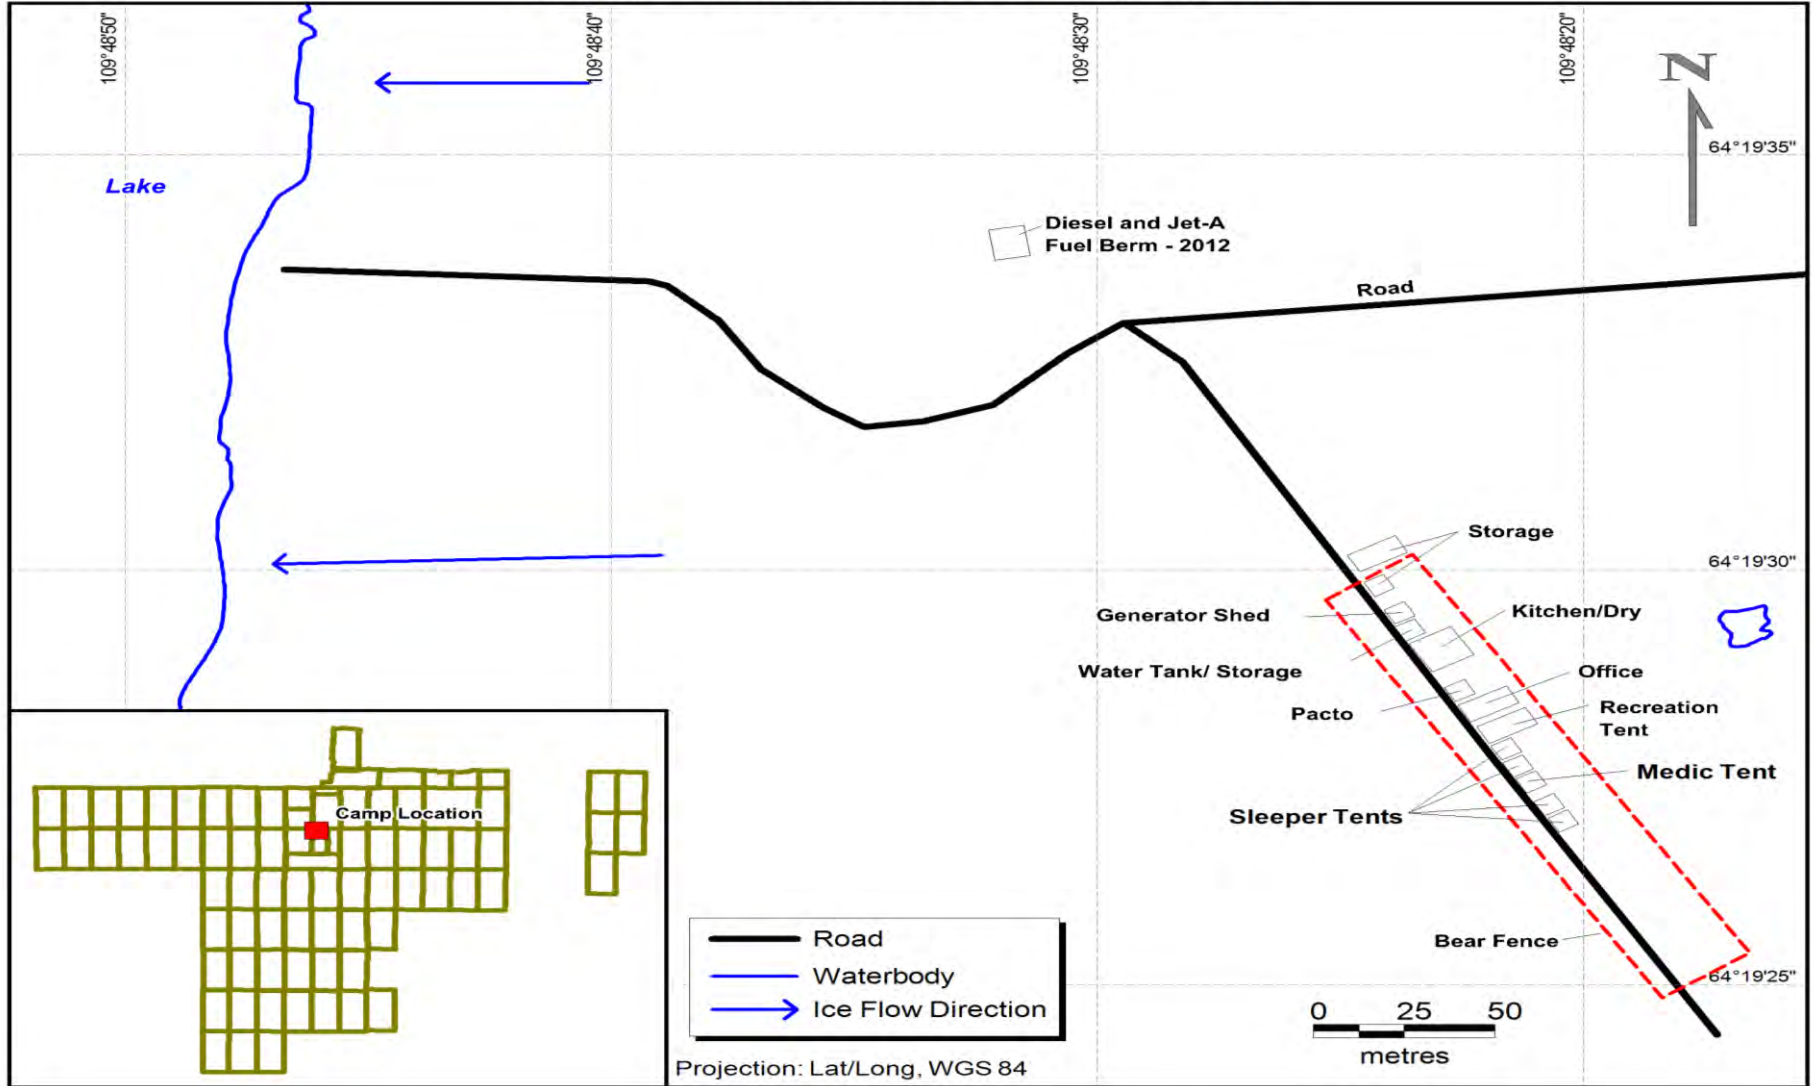 109°48'50"
109°48'40"
109°48'30"
109°48'20"
N
64°19'35"
Lake
Diesel and Jet-A
Fuel Berm - 2012
Road
Storage
64°19'30"
Generator Shed
Kitchen/Dry
Water Tank/ Storage
Office
Pacto
Recreation
Tent
Medic Tent
Sleeper Tents
Camp Location
Bear Fence
64°19'25"
Road
Waterbody
Ice Flow Direction
0 25 50
metres
Projection: Lat/Long, WGS 84